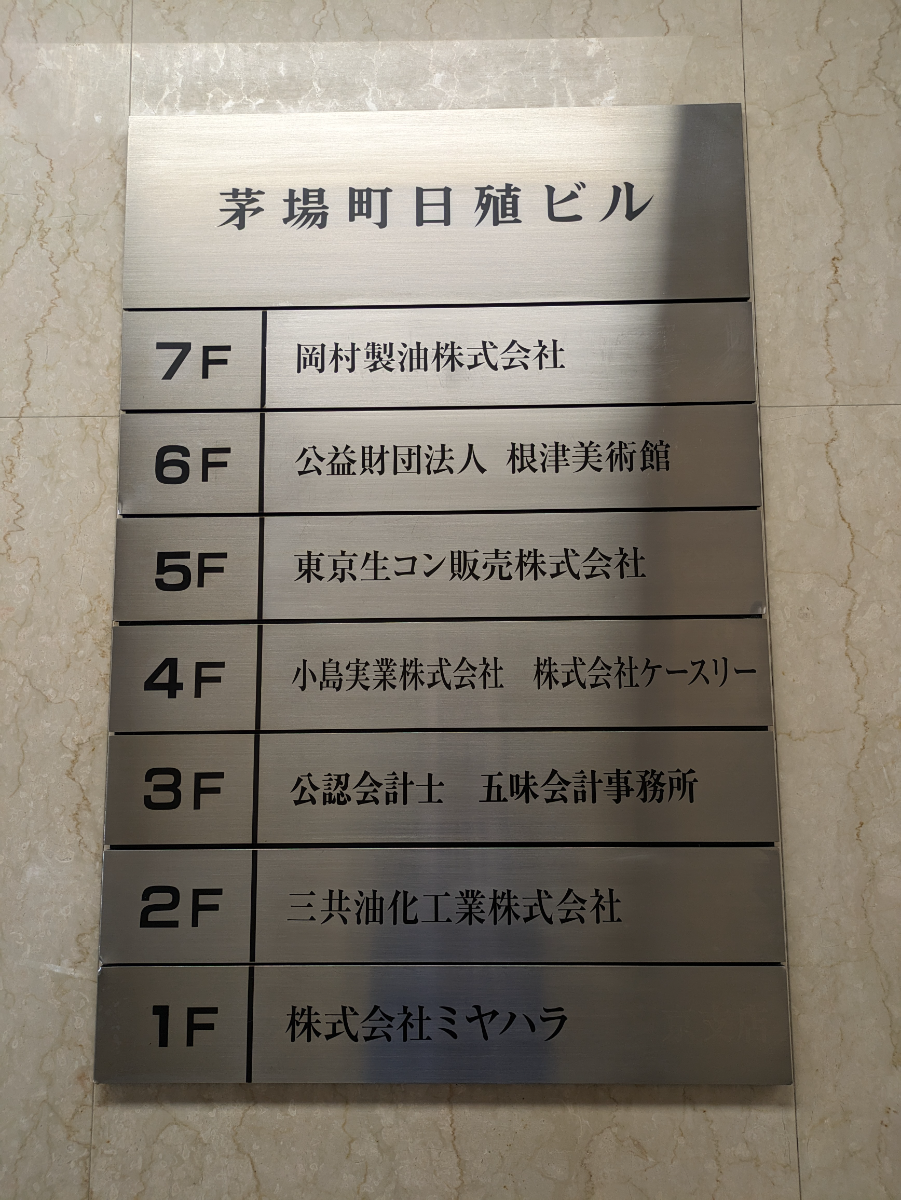 茅場町日殖ビル
7F 岡村製油株式会社
6F 公益財団法人 根津美術館
5F 東京生コン販売株式会社
4F 小島実業株式会社 株式会社ケースリー
3F 公認会計士 五味会計事務所
2F 三共油化工業株式会社
1F 株式会社ミヤハラ